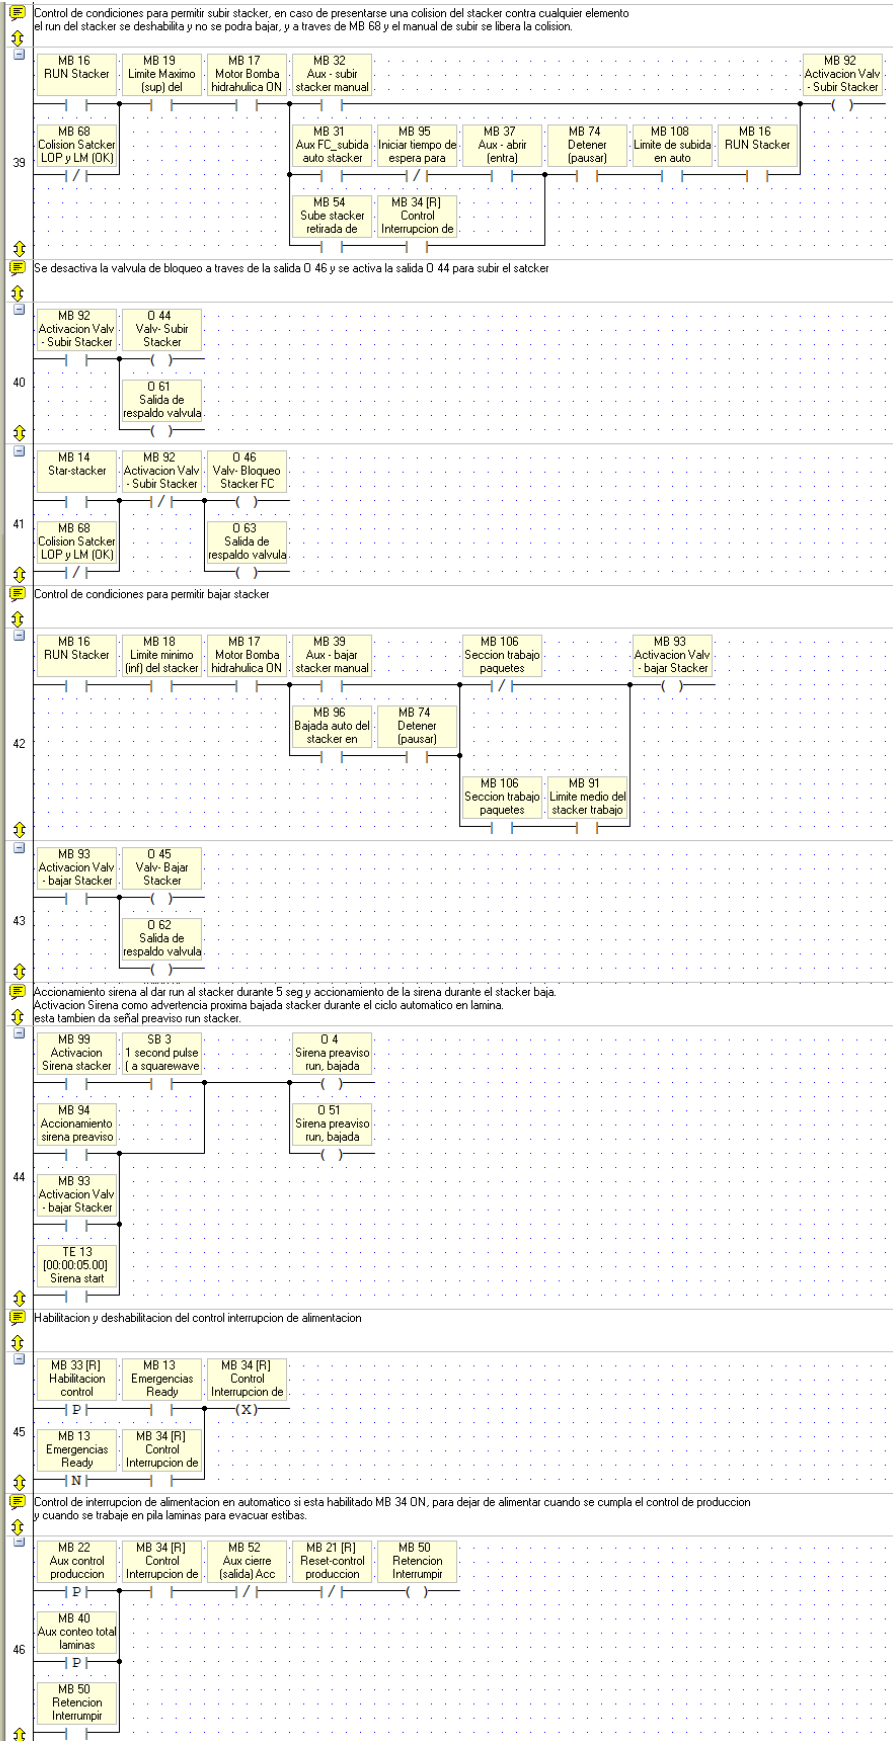 Control de condiciones para permitir subir stacker, en caso de presentarse una colision del stacker contra cualquier elemento
el run del stacker se deshabilita y no se podra bajar, y a traves de MB 68 y el manual de subir se libera la colision.
MB 16
RUN Stacker
MB 19
Limite Maximo
(sup) del
MB 17
Motor Bomba
hidrahulica ON
MB 32
Aux - subir
stacker manual
MB 92
Activacion Valv
- Subir Stacker
MB 68
Colision Satcker
LOP y LM (OK)
MB 31
Aux FC_subida
auto stacker
MB 95
Iniciar tiempo de
espera para
MB 37
Aux - abrir
(entra)
MB 74
Detener
(pausar)
MB 108
Limite de subida
en auto
MB 16
RUN Stacker
39
MB 54
Sube stacker
retirada de
MB 34 [R]
Control
Interrupcion de
Se desactiva la valvula de bloqueo a traves de la salida O 46 y se activa la salida O 44 para subir el satcker
MB 92
Activacion Valv
- Subir Stacker
O 44
Valv- Subir
Stacker
40
O 61
Salida de
respaldo valvula
MB 14
Star-stacker
MB 92
Activacion Valv
- Subir Stacker
O 46
Valv- Bloqueo
Stacker FC
41
MB 68
Colision Satcker
LOP y LM (OK)
O 63
Salida de
respaldo valvula
Control de condiciones para permitir bajar stacker
MB 16
RUN Stacker
MB 18
Limite minimo
(inf) del stacker
MB 17
Motor Bomba
hidrahulica ON
MB 39
Aux - bajar
stacker manual
MB 106
Seccion trabajo
paquetes
MB 93
Activacion Valv
- bajar Stacker
MB 96
Bajada auto del
stacker en
MB 74
Detener
(pausar)
42
MB 106
Seccion trabajo
paquetes
MB 91
Limite medio del
stacker trabajo
MB 93
Activacion Valv
- bajar Stacker
O 45
Valv- Bajar
Stacker
43
O 62
Salida de
respaldo valvula
Accionamiento sirena al dar run al stacker durante 5 seg y accionamiento de la sirena durante el stacker baja.
Activacion Sirena como advertencia proxima bajada stacker durante el ciclo automatico en lamina.
esta tambien da señal preaviso run stacker.
MB 99
Activacion
Sirena stacker
SB 3
1 second pulse
( a squarewave
O 4
Sirena preaviso
run, bajada
MB 94
Accionamiento
sirena preaviso
O 51
Sirena preaviso
run, bajada
44
MB 93
Activacion Valv
- bajar Stacker
TE 13
[00:00:05.00]
Sirena start
Habilitacion y deshabilitacion del control interrupcion de alimentacion
MB 33 [R]
Habilitacion
control
MB 13
Emergencias
Ready
MB 34 [R]
Control
Interrupcion de
P
X
45
MB 13
Emergencias
Ready
MB 34 [R]
Control
Interrupcion de
N
Control de interrupcion de alimentacion en automatico si esta habilitado MB 34 ON, para dejar de alimentar cuando se cumpla el control de produccion
y cuando se trabaje en pila laminas para evacuar estibas.
MB 22
Aux control
produccion
MB 34 [R]
Control
Interrupcion de
MB 52
Aux cierre
(salida) Acc
MB 21 [R]
Reset-control
produccion
MB 50
Retencion
Interrumpir
P
MB 40
Aux conteo total
laminas
P
46
MB 50
Retencion
Interrumpir